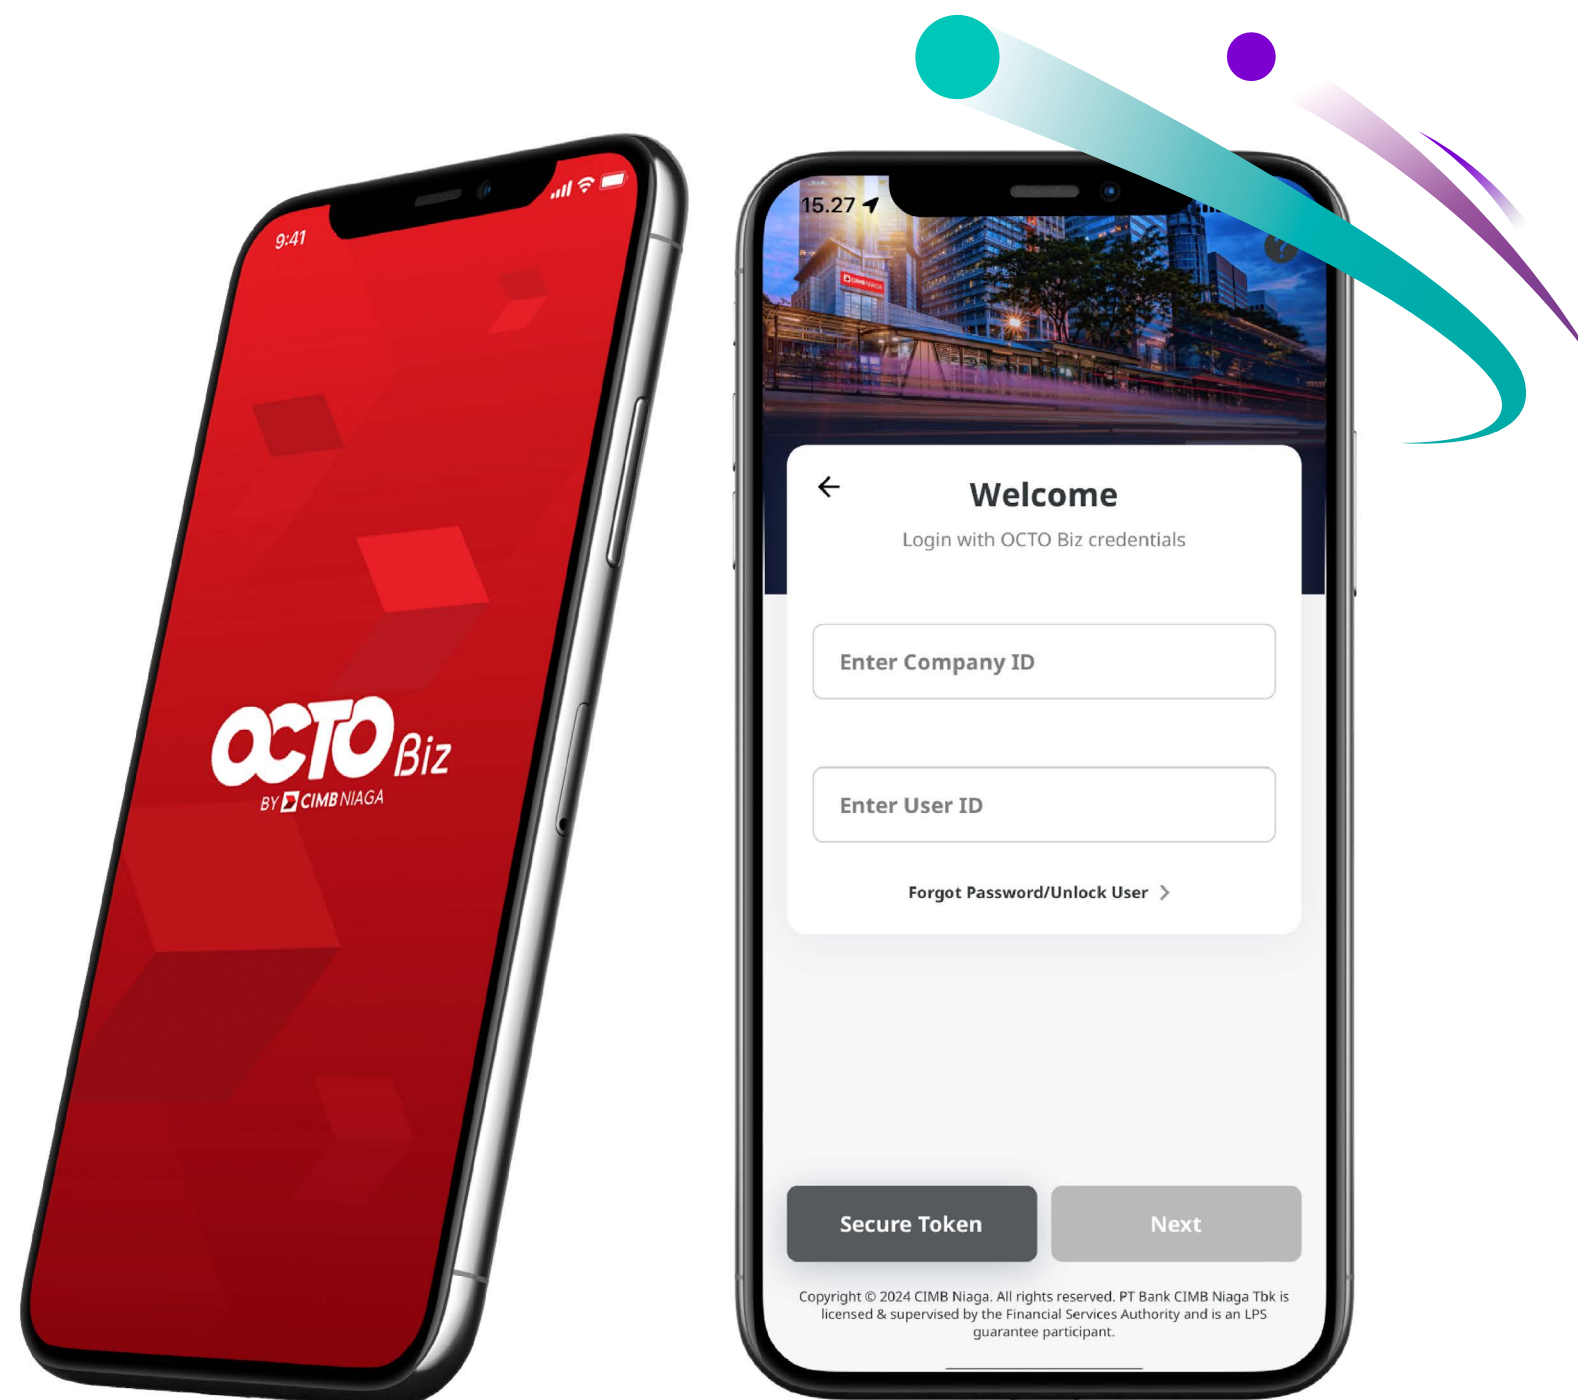 9:41
OCTO Biz
BY CIMB NIAGA
15.27
CIMB NIAGA
?
Welcome
Login with OCTO Biz credentials
Enter Company ID
Enter User ID
Forgot Password/Unlock User
Secure Token
Next
Copyright © 2024 CIMB Niaga. All rights reserved. PT Bank CIMB Niaga Tbk is
licensed & supervised by the Financial Services Authority and is an LPS
guarantee participant.